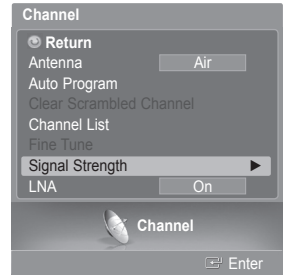 Channel
Return
Antenna Air
Auto Program
Clear Scrambled Channel
Channel List
Fine Tune
Signal Strength ►
LNA On
Channel
Enter